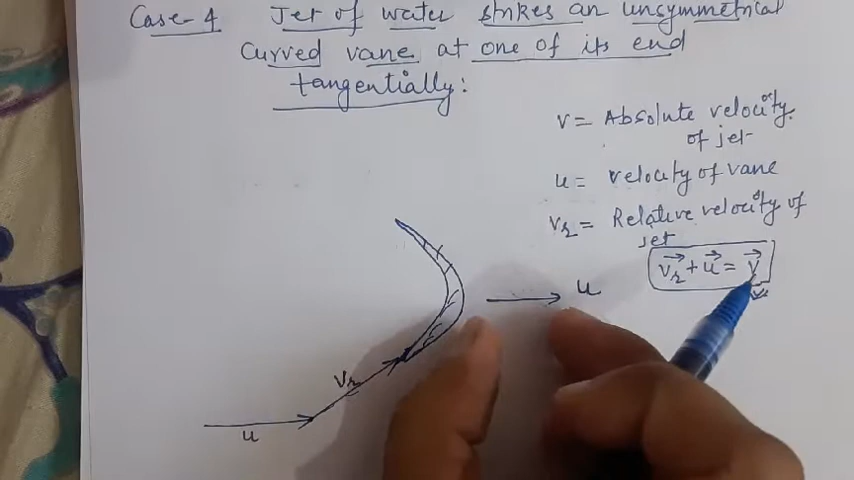 Case-4 Jet of water strikes an unsymmetrical
curved vane at one of its end
tangentially:
V = Absolute velocity
of jet
u = velocity of vane
Vr = Relative velocity of
jet
Vr + u = V
u
Vr
u